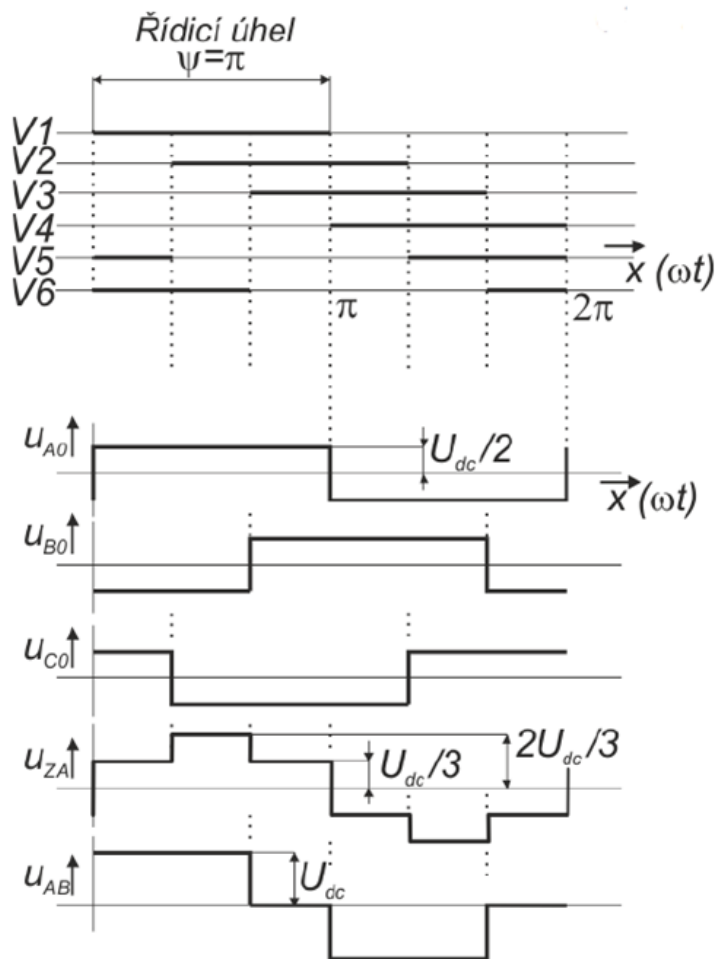 Řídicí úhel
ψ=π
V1
V2
V3
V4
V5
x (ωt)
V6
π
2π
u_A0
U_dc/2
x (ωt)
u_B0
u_C0
u_ZA
U_dc/3
2U_dc/3
u_AB
U_dc